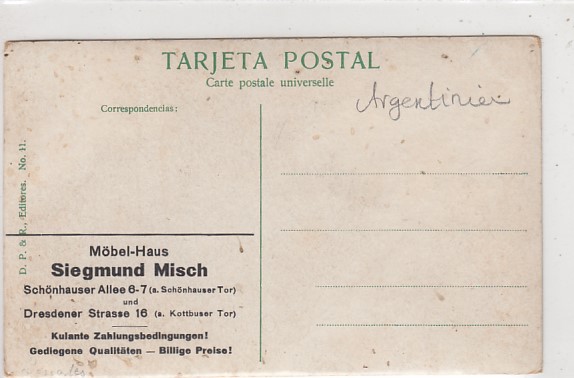 TARJETA POSTAL
Carte postale universelle
Argentinien
Correspondencias:
D. P. & R., Editores. No. 11.
Möbel-Haus
Siegmund Misch
Schönhauser Allee 6-7 (a. Schönhauser Tor)
und
Dresdener Strasse 16 (a. Kottbuser Tor)
Kulante Zahlungsbedingungen!
Gediegene Qualitäten — Billige Preise!